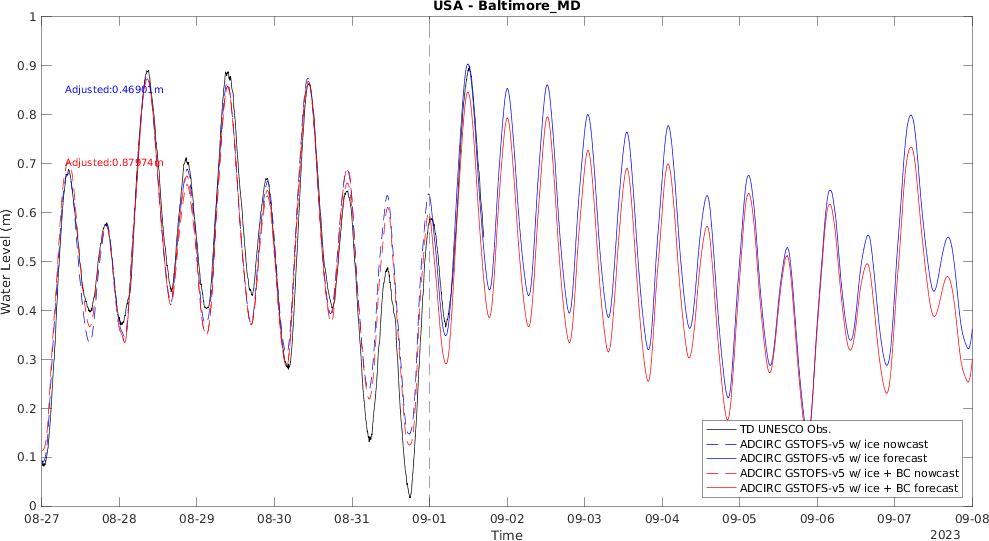 USA - Baltimore_MD
1
0.9
0.8
0.7
0.6
0.5
0.4
0.3
0.2
0.1
0
Water Level (m)
Adjusted:0.46901m
Adjusted:0.87974m
TD UNESCO Obs.
ADCIRC GSTOFS-v5 w/ ice nowcast
ADCIRC GSTOFS-v5 w/ ice forecast
ADCIRC GSTOFS-v5 w/ ice + BC nowcast
ADCIRC GSTOFS-v5 w/ ice + BC forecast
08-27 08-28 08-29 08-30 08-31 09-01 09-02 09-03 09-04 09-05 09-06 09-07 09-08
Time
2023